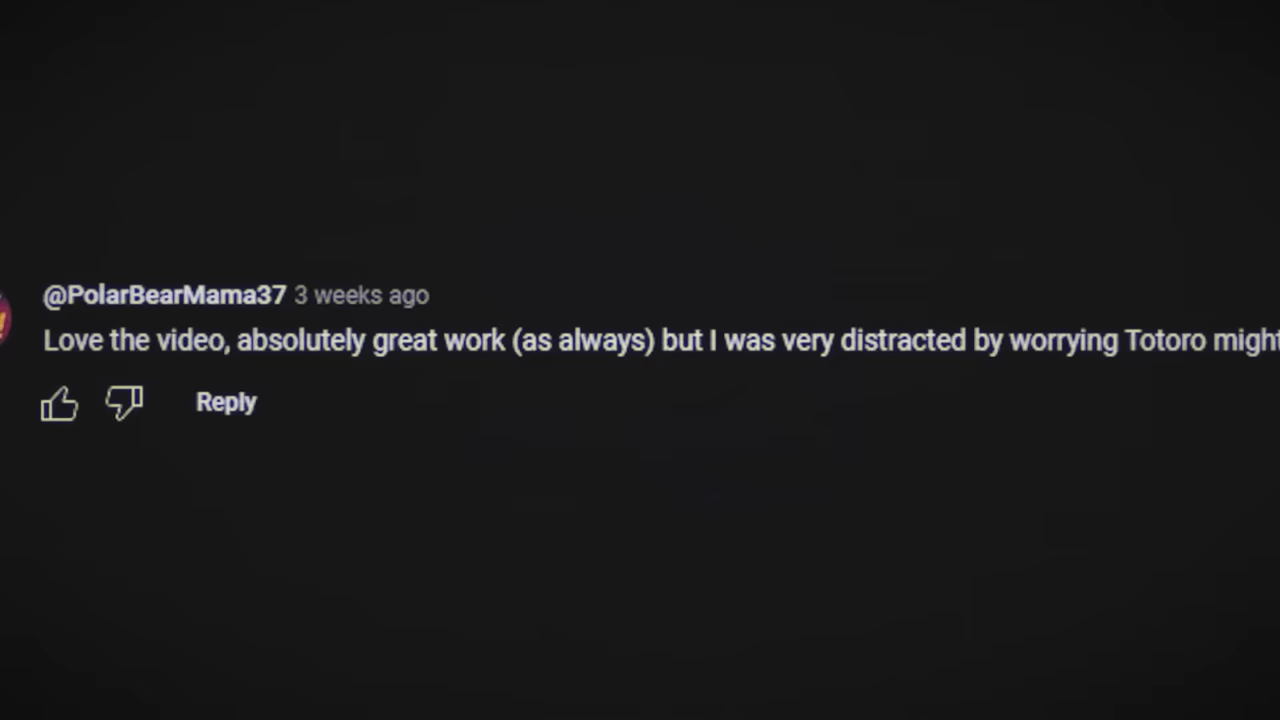 @PolarBearMama37 3 weeks ago
Love the video, absolutely great work (as always) but I was very distracted by worrying Totoro might
Reply